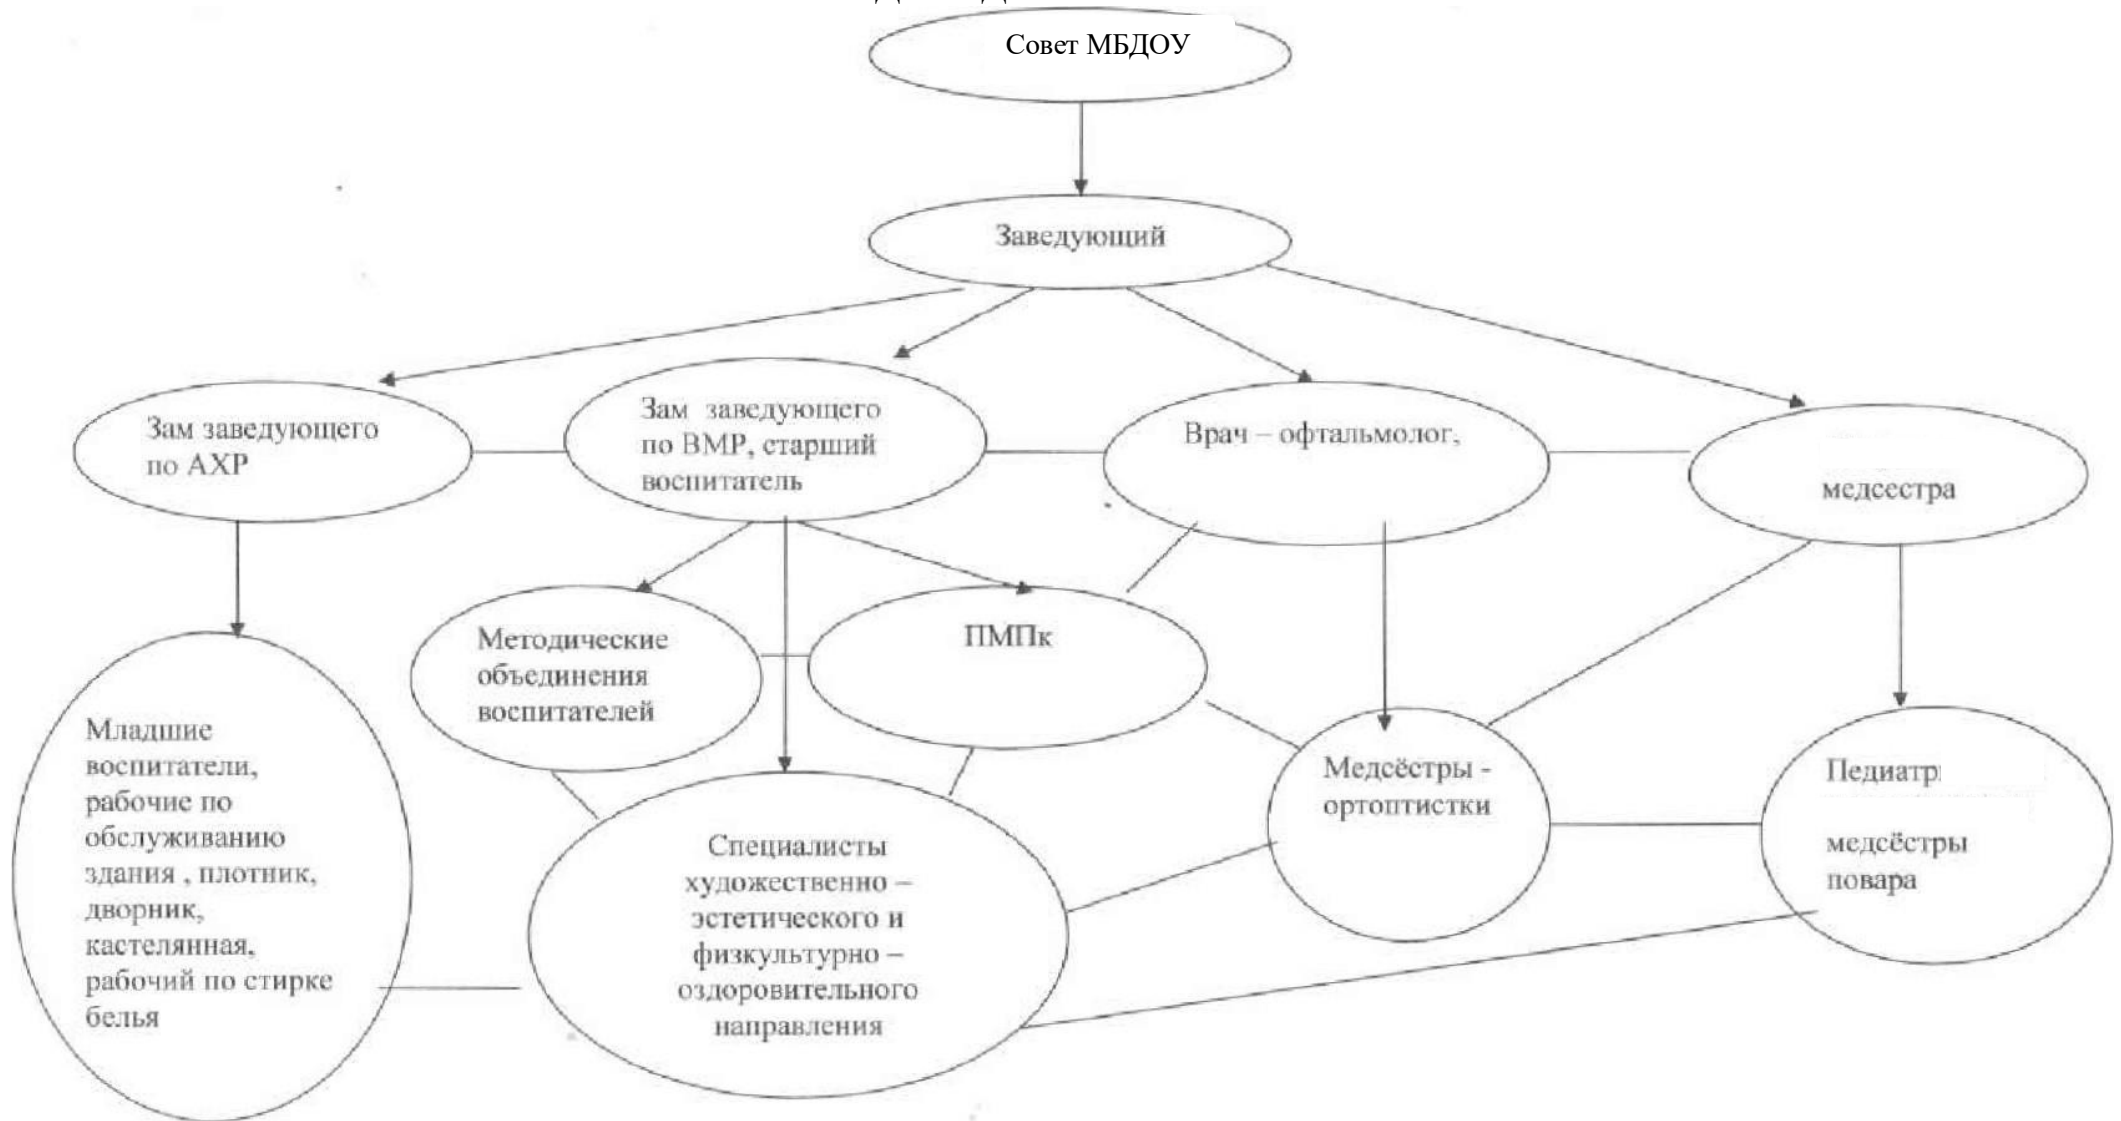 Совет МБДОУ
Заведующий
Зам заведующего
по АХР
Зам заведующего
по ВМР, старший
воспитатель
Врач – офтальмолог,
медсестра
Методические
объединения
воспитателей
ПМПк
Младшие
воспитатели,
рабочие по
обслуживанию
здания , плотник,
дворник,
кастелянная,
рабочий по стирке
белья
Специалисты
художественно –
эстетического и
физкультурно –
оздоровительного
направления
Медсёстры -
ортоптистки
Педиатр
медсёстры
повара